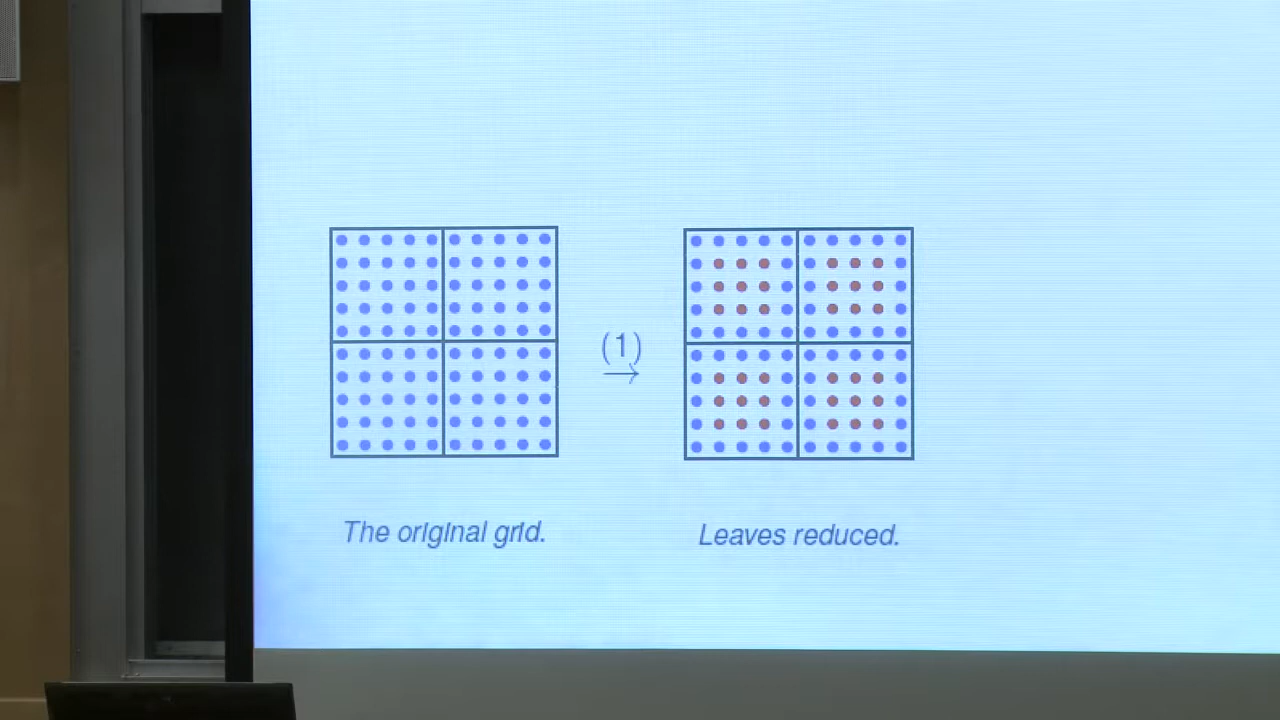 (1)
→
The original grid.
Leaves reduced.